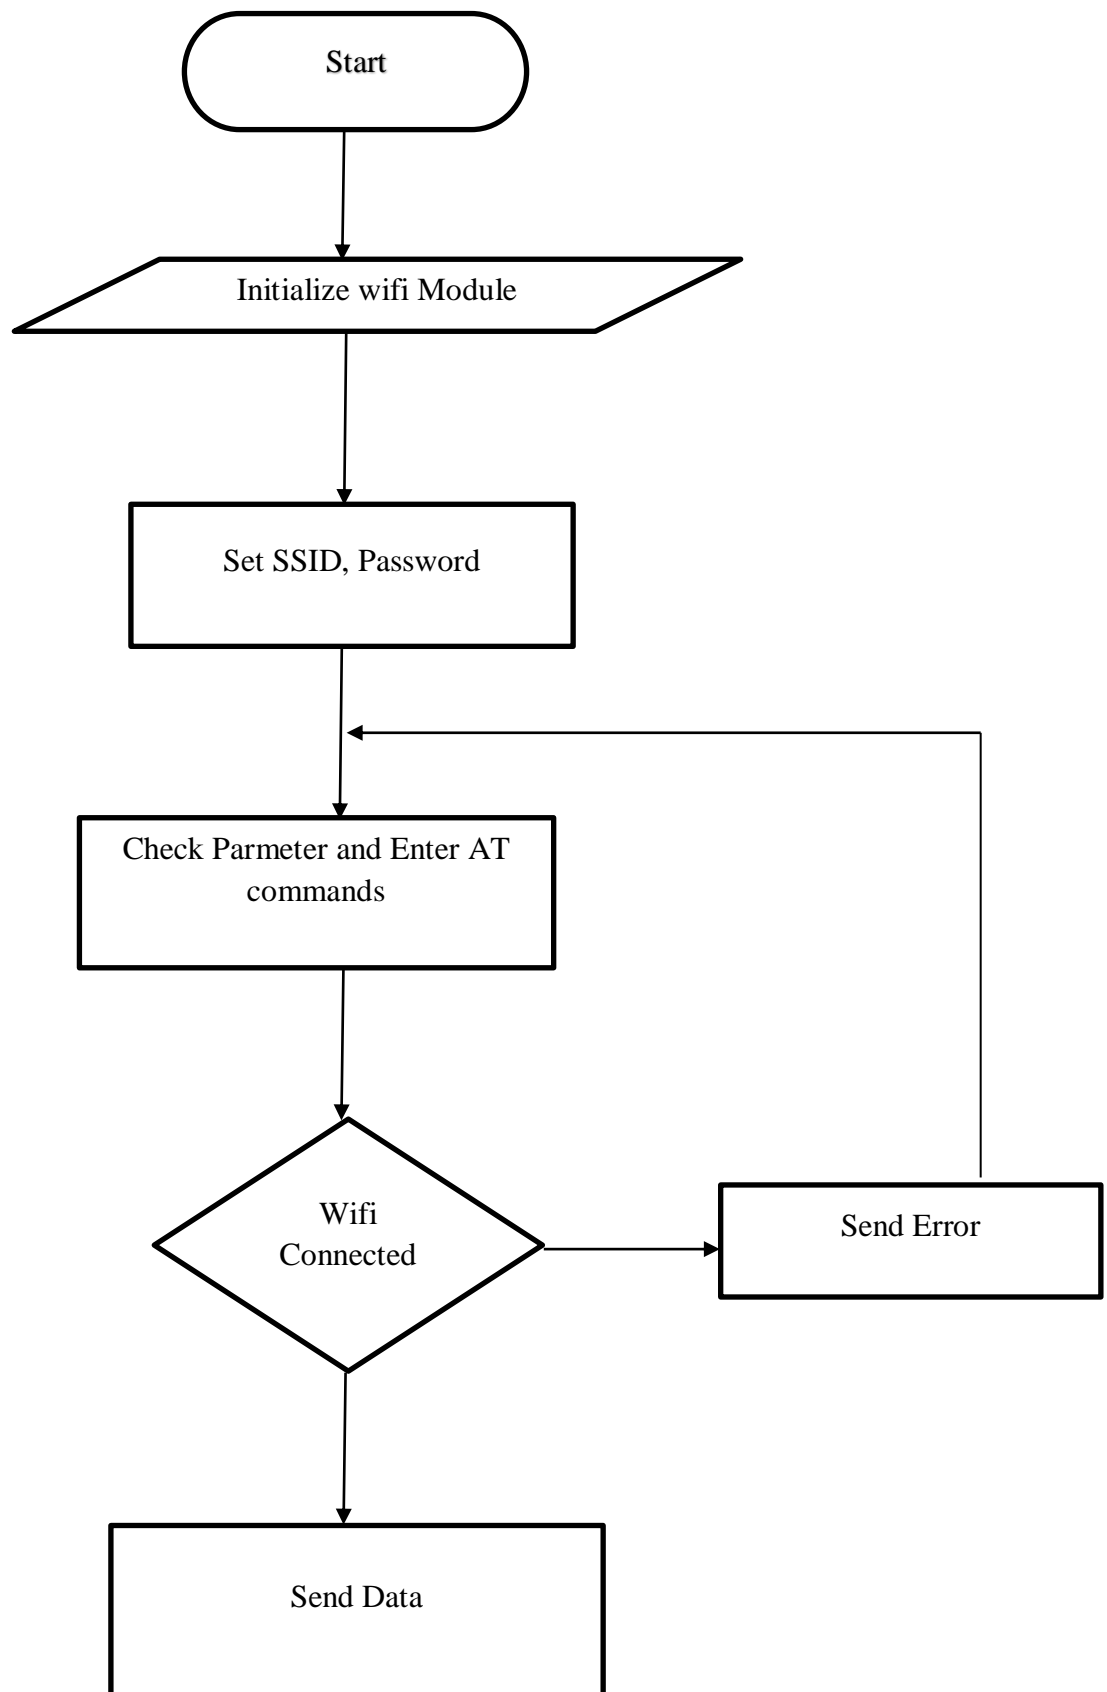 Start
Initialize wifi Module
Set SSID, Password
Check Parmeter and Enter AT
commands
Wifi
Connected
Send Error
Send Data